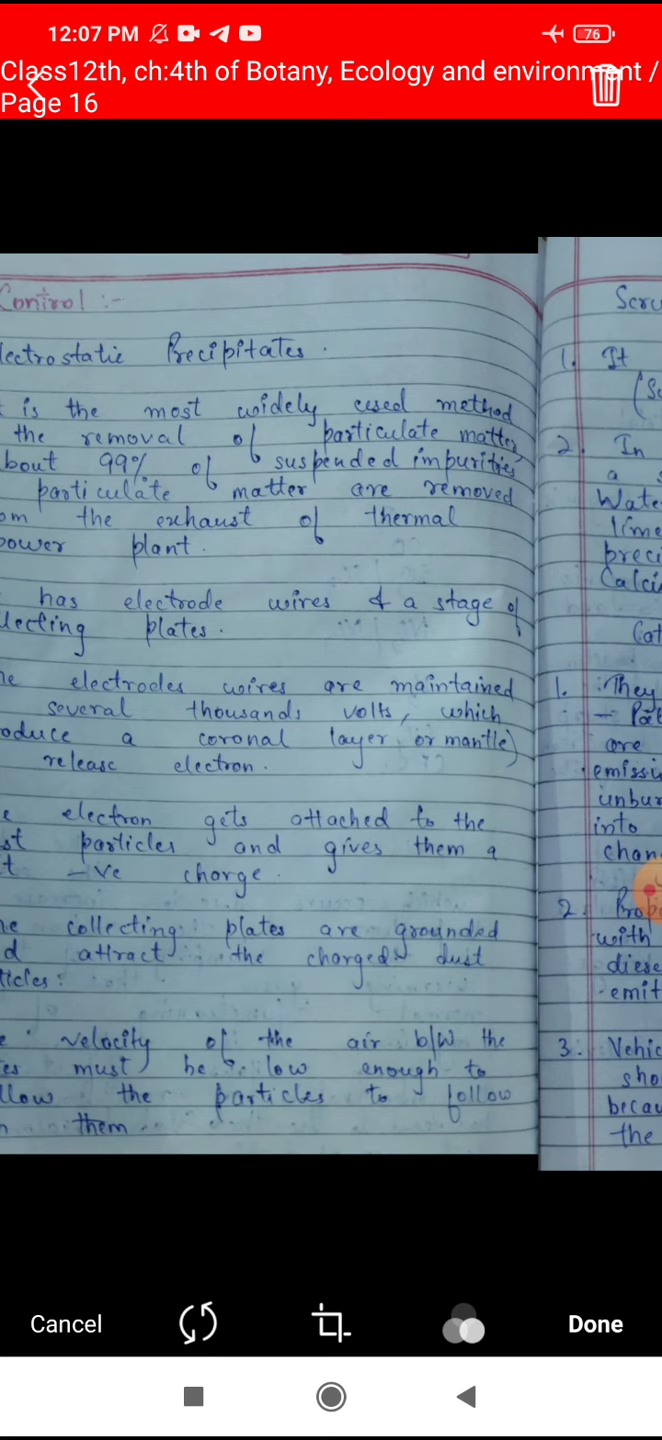 12:07 PM
76
Class12th, ch:4th of Botany, Ecology and environment /
Page 16
Control :-
lectrostatic Precipitates.
is the most widely used method
the removal of particulate matter,
bout 99% of suspended impurities
particulate matter are removed
om the exhaust of thermal
power plant.
has electrode wires & a stage of
llecting plates.
he electrodes wires are maintained
several thousands volts, which
oduce a coronal layer, or mantle)
release electron.
e electron gets attached to the
st particles and gives them a
t -ve charge.
he collecting plates are grounded
d attract the charged dust
ticles.
e velocity of the air b/w the
es must be low enough to
llow the particles to follow
n them
Scru
1. It
(Sc
2. In
a s
Wate
lime
preci
Calci
Cat
1. They
- Pat
are
emissi
unbur
into
chan
2. Prop
with
diese
emit
3. Vehic
sho
becau
the
Cancel
Done